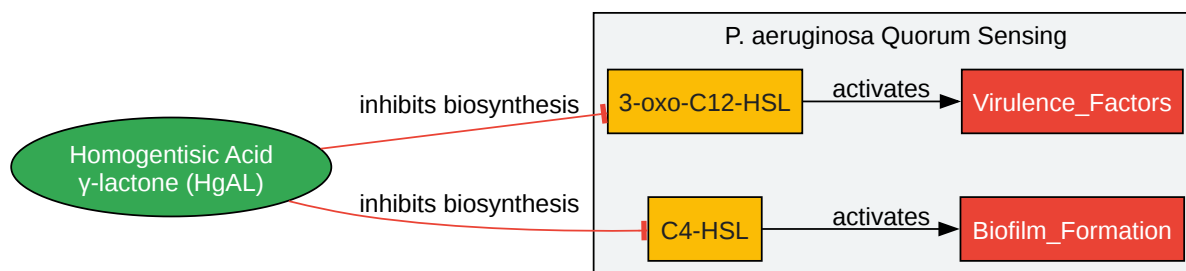 P. aeruginosa Quorum Sensing
inhibits biosynthesis
3-oxo-C12-HSL
activates
Virulence_Factors
Homogentisic Acid
γ-lactone (HgAL)
inhibits biosynthesis
C4-HSL
activates
Biofilm_Formation